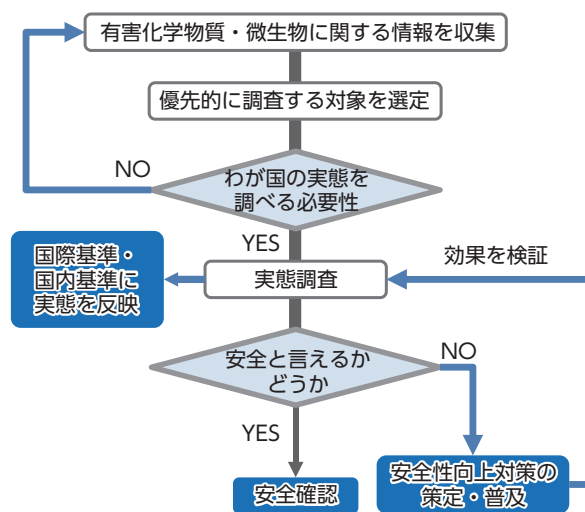 有害化学物質・微生物に関する情報を収集
優先的に調査する対象を選定
NO
わが国の実態を
調べる必要性
YES
国際基準・
国内基準に
実態を反映
実態調査
効果を検証
安全と言えるか
どうか
NO
YES
安全確認
安全性向上対策の
策定・普及